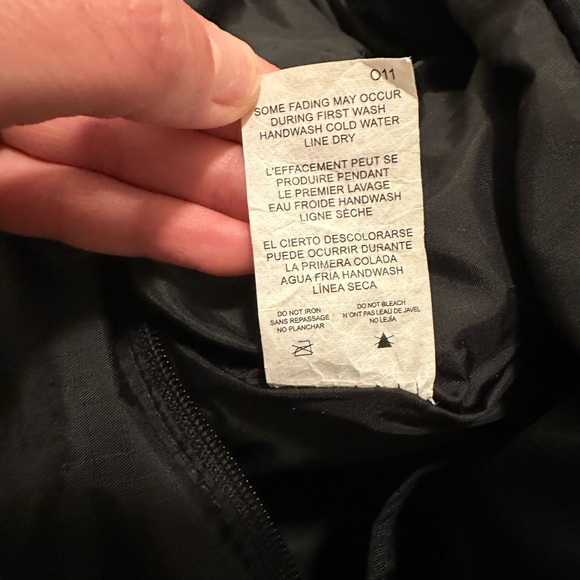 O11
SOME FADING MAY OCCUR
DURING FIRST WASH
HANDWASH COLD WATER
LINE DRY
L'EFFACEMENT PEUT SE
PRODUIRE PENDANT
LE PREMIER LAVAGE
EAU FROIDE HANDWASH
LIGNE SÈCHE
EL CIERTO DESCOLORARSE
PUEDE OCURRIR DURANTE
LA PRIMERA COLADA
AGUA FRÍA HANDWASH
LÍNEA SECA
DO NOT IRON
SANS REPASSAGE
NO PLANCHAR
DO NOT BLEACH
N'ONT PAS LEAU DE JAVEL
NO LEJÍA